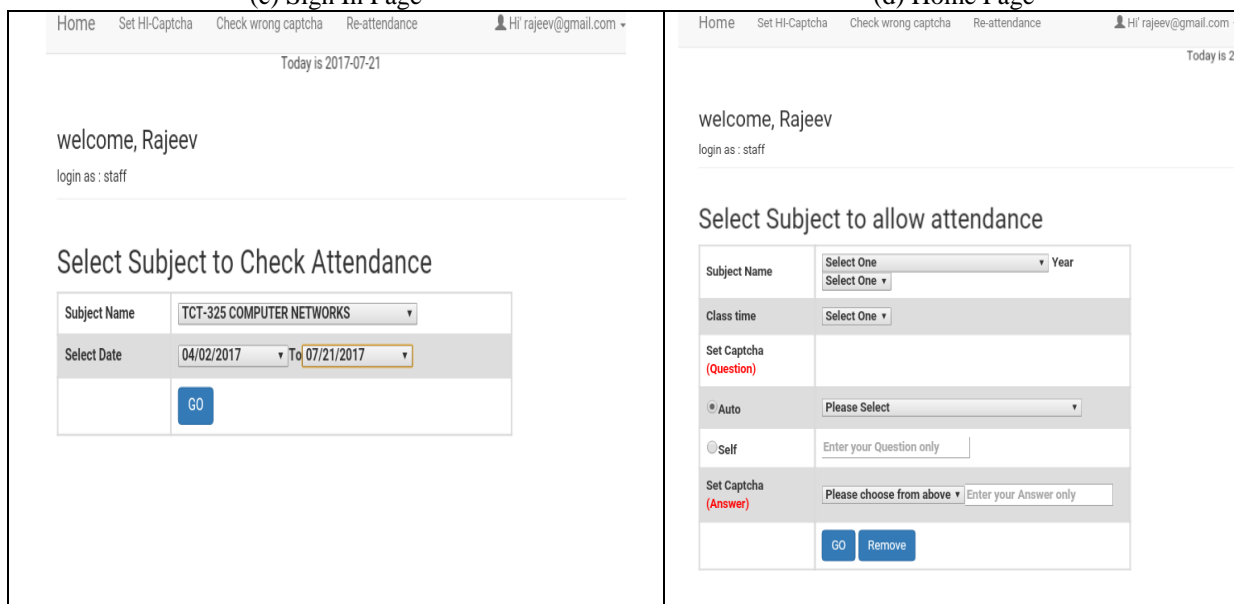 (c) Sign In Page
(d) Home Page
Home Set HI-Captcha Check wrong captcha Re-attendance Hi' rajeev@gmail.com
Today is 2017-07-21
welcome, Rajeev
login as : staff
Select Subject to Check Attendance
Subject Name TCT-325 COMPUTER NETWORKS
Select Date 04/02/2017 To 07/21/2017
GO
Home Set HI-Captcha Check wrong captcha Re-attendance Hi' rajeev@gmail.com
Today is 2
welcome, Rajeev
login as : staff
Select Subject to allow attendance
Subject Name Select One Year
Select One
Class time Select One
Set Captcha
(Question)
Auto Please Select
Self Enter your Question only
Set Captcha
(Answer) Please choose from above Enter your Answer only
GO Remove